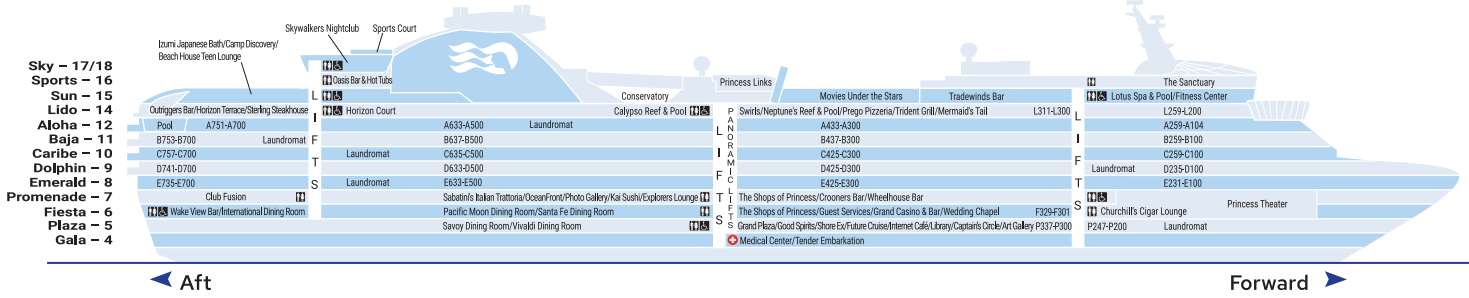 Skywalkers Nightclub
Sports Court
Izumi Japanese Bath/Camp Discovery/
Beach House Teen Lounge
Sky – 17/18
Sports – 16 Oasis Bar & Hot Tubs Princess Links The Sanctuary
Sun – 15 Conservatory Movies Under the Stars Tradewinds Bar Lotus Spa & Pool/Fitness Center
Lido – 14 Outriggers Bar/Horizon Terrace/Sterling Steakhouse Horizon Court Calypso Reef & Pool Swirls/Neptune's Reef & Pool/Prego Pizzeria/Trident Grill/Mermaid's Tail L311-L300 L259-L200
Aloha – 12 Pool A751-A700 A633-A500 Laundromat A433-A300 A259-A104
Baja – 11 B753-B700 Laundromat B637-B500 B437-B300 B259-B100
Caribe – 10 C757-C700 Laundromat C635-C500 C425-C300 C259-C100
Dolphin – 9 D741-D700 D633-D500 D425-D300 Laundromat D235-D100
Emerald – 8 E735-E700 Laundromat E633-E500 E425-E300 E231-E100
Promenade – 7 Club Fusion Sabatini's Italian Trattoria/OceanFront/Photo Gallery/Kai Sushi/Explorers Lounge The Shops of Princess/Crooners Bar/Wheelhouse Bar Princess Theater
Fiesta – 6 Wake View Bar/International Dining Room Pacific Moon Dining Room/Santa Fe Dining Room The Shops of Princess/Guest Services/Grand Casino & Bar/Wedding Chapel F329-F301 Churchill's Cigar Lounge
Plaza – 5 Savoy Dining Room/Vivaldi Dining Room Grand Plaza/Good Spirits/Shore Ex/Future Cruise/Internet Café/Library/Captain's Circle/Art Gallery P337-P300 P247-P200 Laundromat
Gala – 4 Medical Center/Tender Embarkation
LIFTS
LIFTS
PANORAMIC LIFTS
LIFTS
Aft
Forward